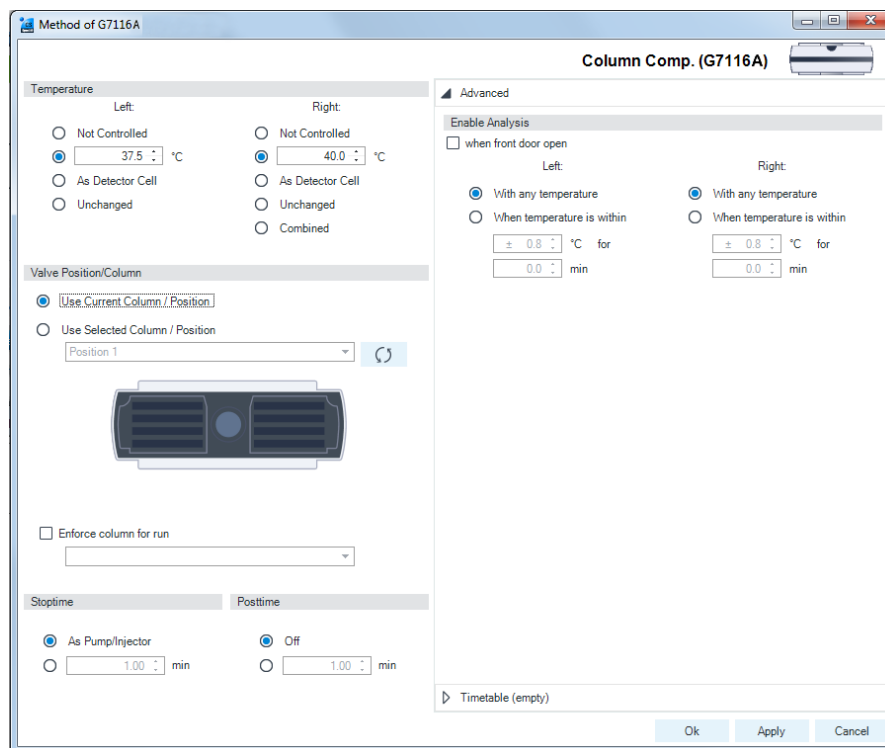 Method of G7116A
Column Comp. (G7116A)
Temperature
Left: Right:
Not Controlled Not Controlled
37.5 °C 40.0 °C
As Detector Cell As Detector Cell
Unchanged Unchanged
Combined
Valve Position/Column
Use Current Column / Position
Use Selected Column / Position
Position 1
Enforce column for run
Stoptime Posttime
As Pump/Injector Off
1.00 min 1.00 min
Advanced
Enable Analysis
when front door open
Left: Right:
With any temperature With any temperature
When temperature is within When temperature is within
± 0.8 °C for ± 0.8 °C for
0.0 min 0.0 min
Timetable (empty)
Ok Apply Cancel